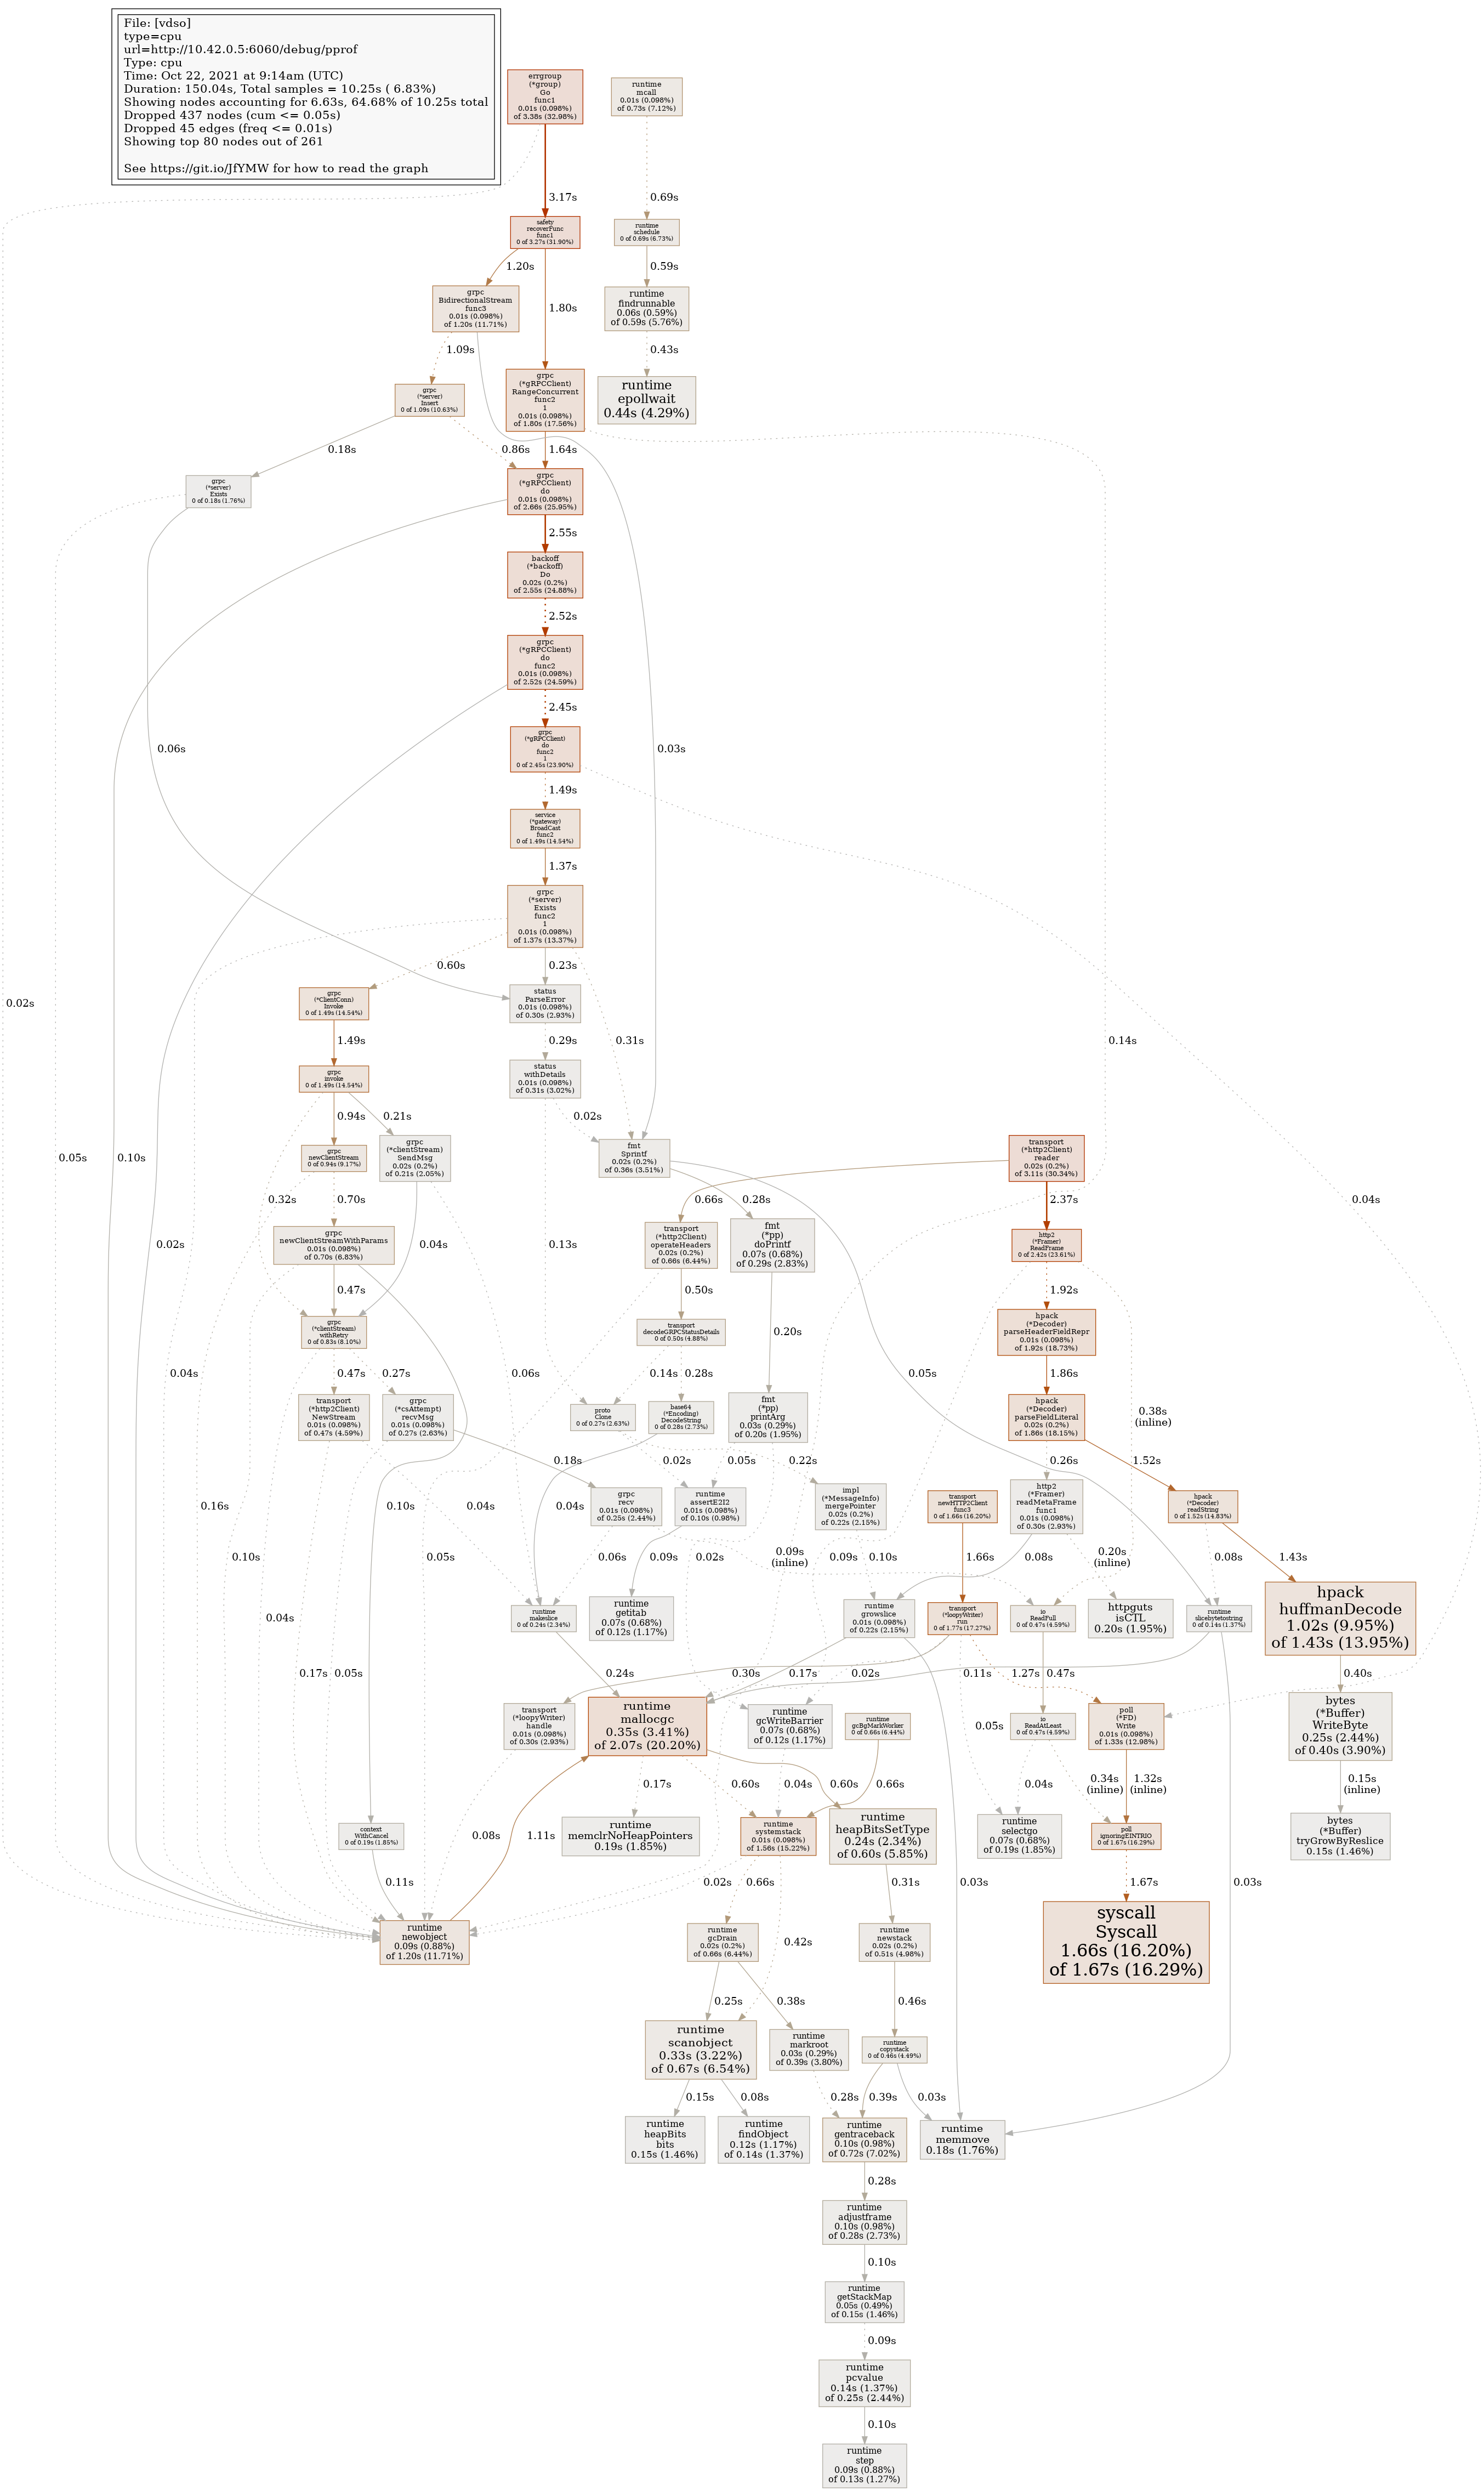 File: [vdso]
type=cpu
url=http://10.42.0.5:6060/debug/pprof
Type: cpu
Time: Oct 22, 2021 at 9:14am (UTC)
Duration: 150.04s, Total samples = 10.25s ( 6.83%)
Showing nodes accounting for 6.63s, 64.68% of 10.25s total
Dropped 437 nodes (cum <= 0.05s)
Dropped 45 edges (freq <= 0.01s)
Showing top 80 nodes out of 261
See https://git.io/JfYMW for how to read the graph
errgroup
(*group)
Go
func1
0.01s (0.098%)
of 3.38s (32.98%)
runtime
mcall
0.01s (0.098%)
of 0.73s (7.12%)
3.17s
0.69s
safety
recoverFunc
func1
0 of 3.27s (31.90%)
runtime
schedule
0 of 0.69s (6.73%)
1.20s
1.80s
0.59s
grpc
BidirectionalStream
func3
0.01s (0.098%)
of 1.20s (11.71%)
runtime
findrunnable
0.06s (0.59%)
of 0.59s (5.76%)
1.09s
0.43s
grpc
(*server)
Insert
0 of 1.09s (10.63%)
grpc
(*gRPCClient)
RangeConcurrent
func2
1
0.01s (0.098%)
of 1.80s (17.56%)
runtime
epollwait
0.44s (4.29%)
0.18s
0.86s
1.64s
grpc
(*server)
Exists
0 of 0.18s (1.76%)
grpc
(*gRPCClient)
do
0.01s (0.098%)
of 2.66s (25.95%)
2.55s
backoff
(*backoff)
Do
0.02s (0.2%)
of 2.55s (24.88%)
2.52s
grpc
(*gRPCClient)
do
func2
0.01s (0.098%)
of 2.52s (24.59%)
2.45s
grpc
(*gRPCClient)
do
func2
1
0 of 2.45s (23.90%)
0.06s
0.03s
1.49s
service
(*gateway)
BroadCast
func2
0 of 1.49s (14.54%)
1.37s
grpc
(*server)
Exists
func2
1
0.01s (0.098%)
of 1.37s (13.37%)
0.60s
0.23s
0.02s
grpc
(*ClientConn)
Invoke
0 of 1.49s (14.54%)
status
ParseError
0.01s (0.098%)
of 0.30s (2.93%)
1.49s
0.29s
0.31s
0.14s
grpc
invoke
0 of 1.49s (14.54%)
status
withDetails
0.01s (0.098%)
of 0.31s (3.02%)
0.94s
0.21s
0.02s
grpc
newClientStream
0 of 0.94s (9.17%)
grpc
(*clientStream)
SendMsg
0.02s (0.2%)
of 0.21s (2.05%)
fmt
Sprintf
0.02s (0.2%)
of 0.36s (3.51%)
transport
(*http2Client)
reader
0.02s (0.2%)
of 3.11s (30.34%)
0.05s
0.10s
0.32s
0.70s
0.66s
0.28s
2.37s
0.04s
grpc
newClientStreamWithParams
0.01s (0.098%)
of 0.70s (6.83%)
0.02s
0.04s
0.13s
transport
(*http2Client)
operateHeaders
0.02s (0.2%)
of 0.66s (6.44%)
fmt
(*pp)
doPrintf
0.07s (0.68%)
of 0.29s (2.83%)
http2
(*Framer)
ReadFrame
0 of 2.42s (23.61%)
0.47s
0.50s
1.92s
grpc
(*clientStream)
withRetry
0 of 0.83s (8.10%)
transport
decodeGRPCStatusDetails
0 of 0.50s (4.88%)
0.20s
hpack
(*Decoder)
parseHeaderFieldRepr
0.01s (0.098%)
of 1.92s (18.73%)
0.04s
0.47s
0.27s
0.06s
0.14s
0.28s
0.05s
1.86s
transport
(*http2Client)
NewStream
0.01s (0.098%)
of 0.47s (4.59%)
grpc
(*csAttempt)
recvMsg
0.01s (0.098%)
of 0.27s (2.63%)
proto
Clone
0 of 0.27s (2.63%)
base64
(*Encoding)
DecodeString
0 of 0.28s (2.73%)
fmt
(*pp)
printArg
0.03s (0.29%)
of 0.20s (1.95%)
hpack
(*Decoder)
parseFieldLiteral
0.02s (0.2%)
of 1.86s (18.15%)
0.38s
(inline)
0.18s
0.02s
0.05s
0.22s
0.26s
1.52s
0.16s
0.10s
0.04s
0.04s
grpc
recv
0.01s (0.098%)
of 0.25s (2.44%)
runtime
assertE2I2
0.01s (0.098%)
of 0.10s (0.98%)
impl
(*MessageInfo)
mergePointer
0.02s (0.2%)
of 0.22s (2.15%)
transport
newHTTP2Client
func3
0 of 1.66s (16.20%)
http2
(*Framer)
readMetaFrame
func1
0.01s (0.098%)
of 0.30s (2.93%)
hpack
(*Decoder)
readString
0 of 1.52s (14.83%)
0.10s
0.05s
0.06s
0.09s
0.02s
0.09s
(inline)
0.09s
0.10s
1.66s
0.08s
0.20s
(inline)
0.08s
1.43s
0.04s
runtime
makeslice
0 of 0.24s (2.34%)
runtime
getitab
0.07s (0.68%)
of 0.12s (1.17%)
runtime
growslice
0.01s (0.098%)
of 0.22s (2.15%)
transport
(*loopyWriter)
run
0 of 1.77s (17.27%)
io
ReadFull
0 of 0.47s (4.59%)
httpguts
isCTL
0.20s (1.95%)
runtime
slicebytetostring
0 of 0.14s (1.37%)
hpack
huffmanDecode
1.02s (9.95%)
of 1.43s (13.95%)
0.17s
0.05s
0.24s
0.30s
0.17s
0.02s
0.11s
1.27s
0.47s
0.40s
transport
(*loopyWriter)
handle
0.01s (0.098%)
of 0.30s (2.93%)
runtime
mallocgc
0.35s (3.41%)
of 2.07s (20.20%)
runtime
gcWriteBarrier
0.07s (0.68%)
of 0.12s (1.17%)
runtime
gcBgMarkWorker
0 of 0.66s (6.44%)
0.05s
io
ReadAtLeast
0 of 0.47s (4.59%)
poll
(*FD)
Write
0.01s (0.098%)
of 1.33s (12.98%)
bytes
(*Buffer)
WriteByte
0.25s (2.44%)
of 0.40s (3.90%)
0.17s
0.60s
0.04s
0.66s
0.60s
0.04s
0.34s
(inline)
1.32s
(inline)
0.15s
(inline)
context
WithCancel
0 of 0.19s (1.85%)
0.08s
1.11s
runtime
memclrNoHeapPointers
0.19s (1.85%)
runtime
systemstack
0.01s (0.098%)
of 1.56s (15.22%)
runtime
heapBitsSetType
0.24s (2.34%)
of 0.60s (5.85%)
runtime
selectgo
0.07s (0.68%)
of 0.19s (1.85%)
poll
ignoringEINTRIO
0 of 1.67s (16.29%)
bytes
(*Buffer)
tryGrowByReslice
0.15s (1.46%)
0.11s
0.02s
0.66s
0.31s
0.03s
1.67s
0.03s
runtime
newobject
0.09s (0.88%)
of 1.20s (11.71%)
runtime
gcDrain
0.02s (0.2%)
of 0.66s (6.44%)
0.42s
runtime
newstack
0.02s (0.2%)
of 0.51s (4.98%)
syscall
Syscall
1.66s (16.20%)
of 1.67s (16.29%)
0.25s
0.38s
0.46s
runtime
scanobject
0.33s (3.22%)
of 0.67s (6.54%)
runtime
markroot
0.03s (0.29%)
of 0.39s (3.80%)
runtime
copystack
0 of 0.46s (4.49%)
0.15s
0.08s
0.28s
0.39s
0.03s
runtime
heapBits
bits
0.15s (1.46%)
runtime
findObject
0.12s (1.17%)
of 0.14s (1.37%)
runtime
gentraceback
0.10s (0.98%)
of 0.72s (7.02%)
runtime
memmove
0.18s (1.76%)
0.28s
runtime
adjustframe
0.10s (0.98%)
of 0.28s (2.73%)
0.10s
runtime
getStackMap
0.05s (0.49%)
of 0.15s (1.46%)
0.09s
runtime
pcvalue
0.14s (1.37%)
of 0.25s (2.44%)
0.10s
runtime
step
0.09s (0.88%)
of 0.13s (1.27%)